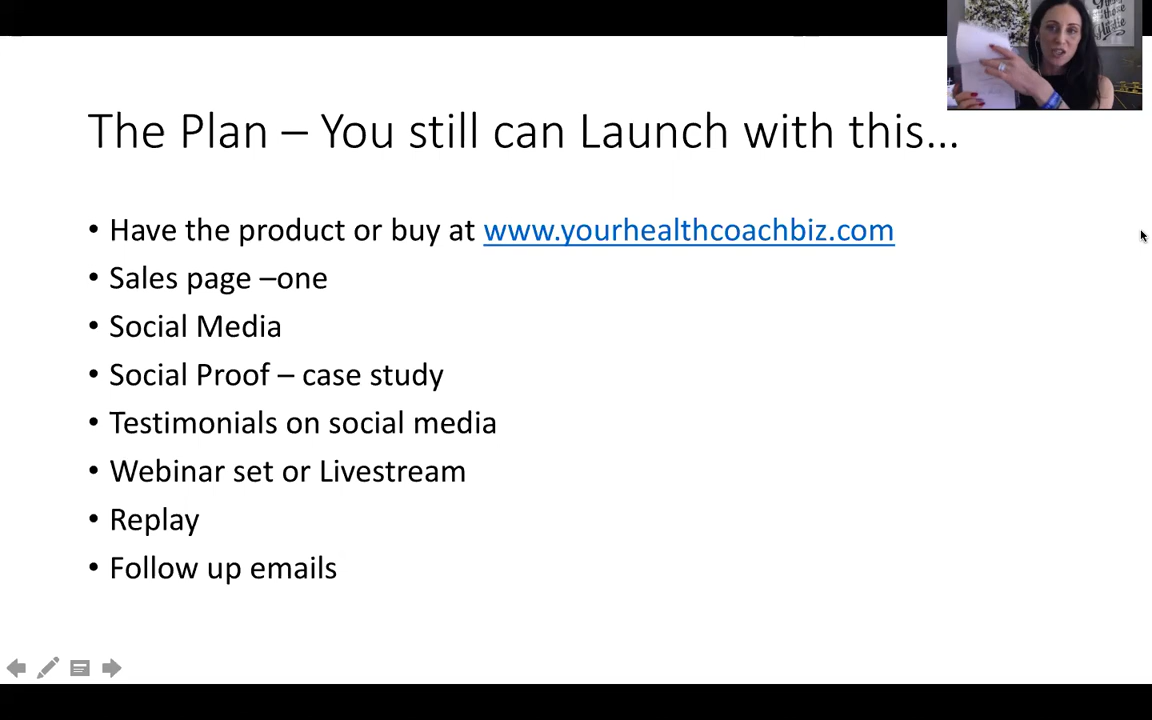 The Plan – You still can Launch with this...
• Have the product or buy at www.yourhealthcoachbiz.com
• Sales page –one
• Social Media
• Social Proof – case study
• Testimonials on social media
• Webinar set or Livestream
• Replay
• Follow up emails